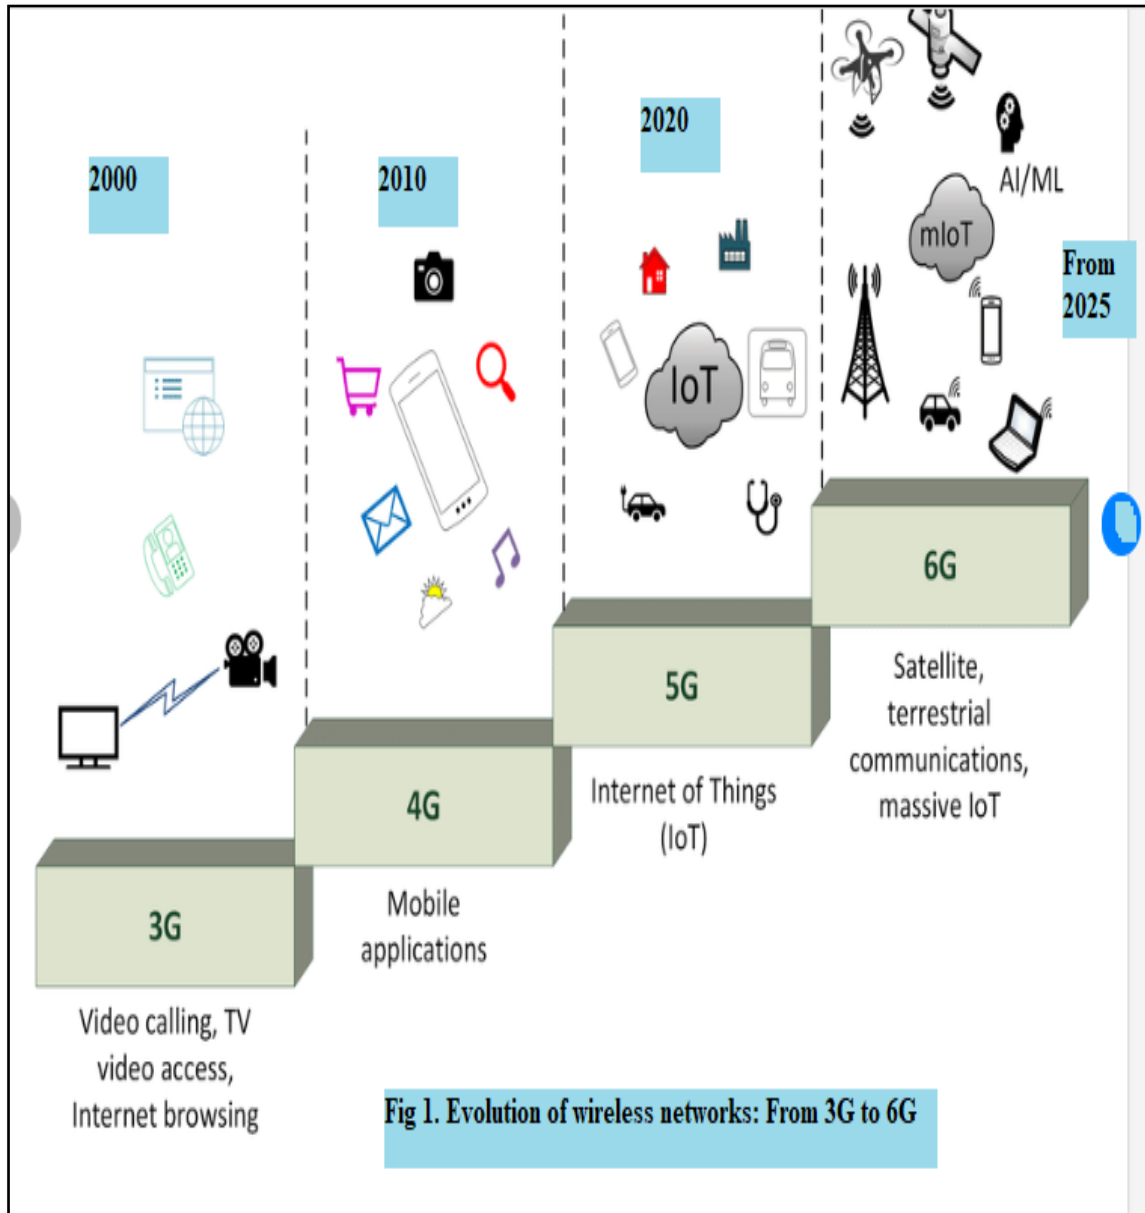 2000
2010
2020
AI/ML
mIoT
From
2025
IoT
6G
5G
4G
3G
Satellite,
terrestrial
communications,
massive IoT
Internet of Things
(IoT)
Mobile
applications
Video calling, TV
video access,
Internet browsing
Fig 1. Evolution of wireless networks: From 3G to 6G